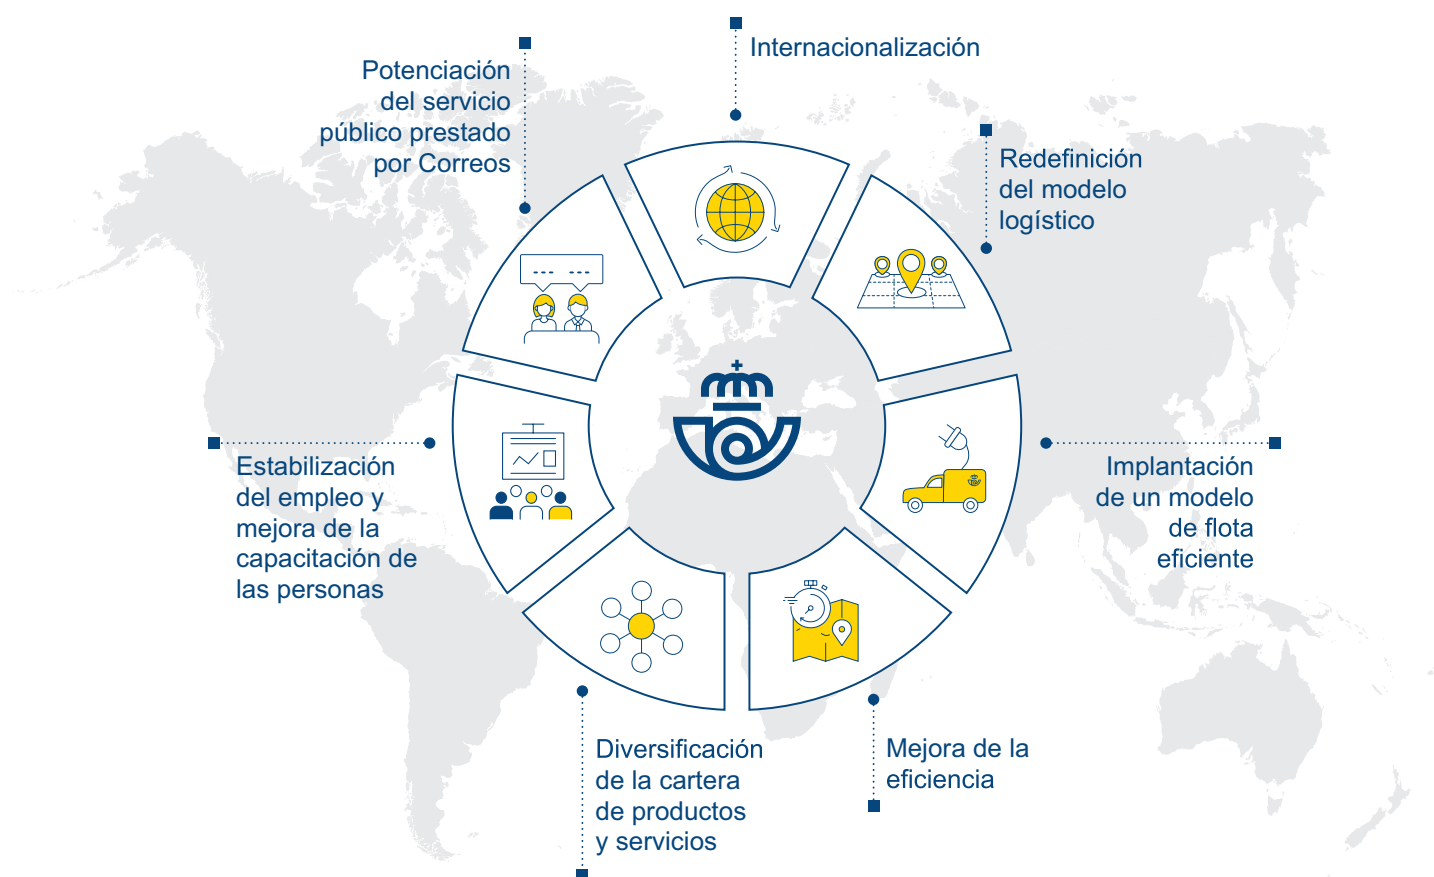 Internacionalización
Potenciación
del servicio
público prestado
por Correos
Redefinición
del modelo
logístico
Estabilización
del empleo y
mejora de la
capacitación de
las personas
Implantación
de un modelo
de flota
eficiente
Diversificación
de la cartera
de productos
y servicios
Mejora de la
eficiencia